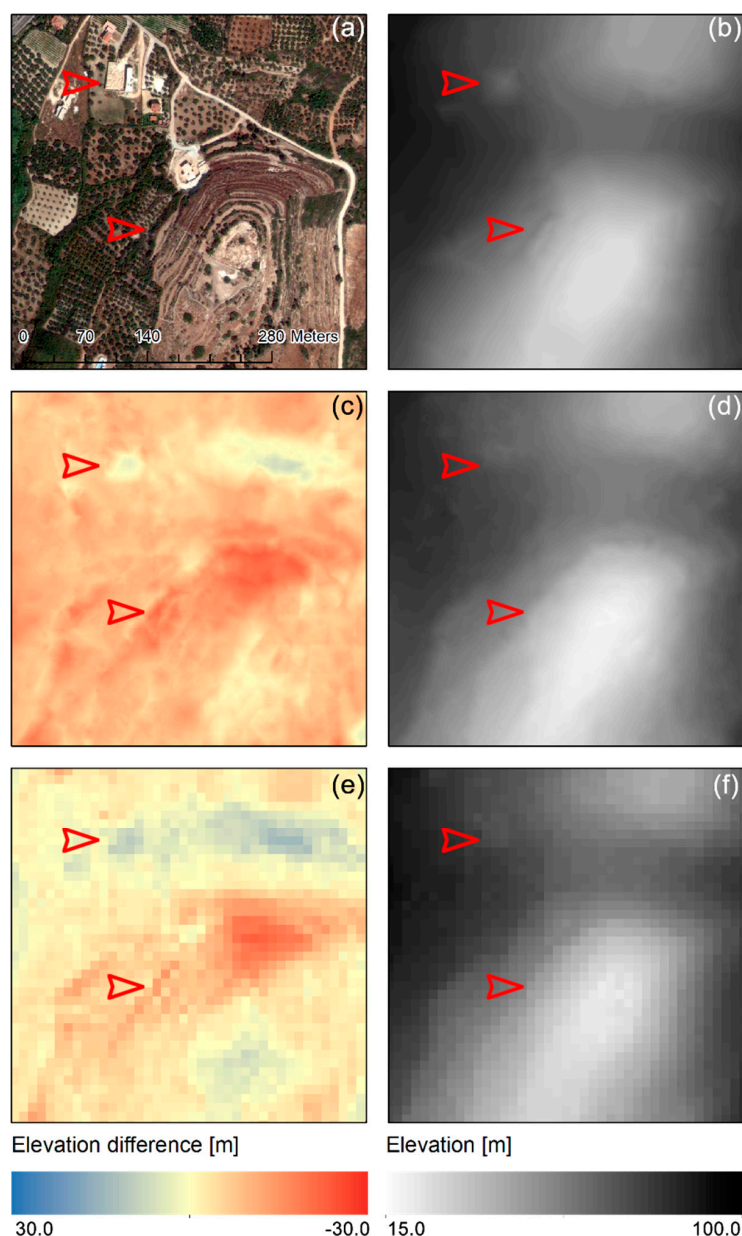 (a)
(b)
0 70 140 280 Meters
(c)
(d)
(e)
(f)
Elevation difference [m]
Elevation [m]
30.0 -30.0
15.0 100.0